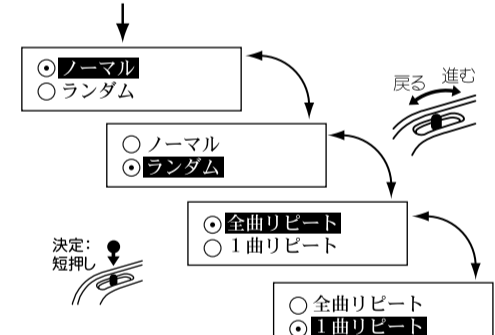 ノーマル
ランダム
戻る 進む
ノーマル
ランダム
全曲リピート
1曲リピート
決定：
短押し
全曲リピート
1曲リピート